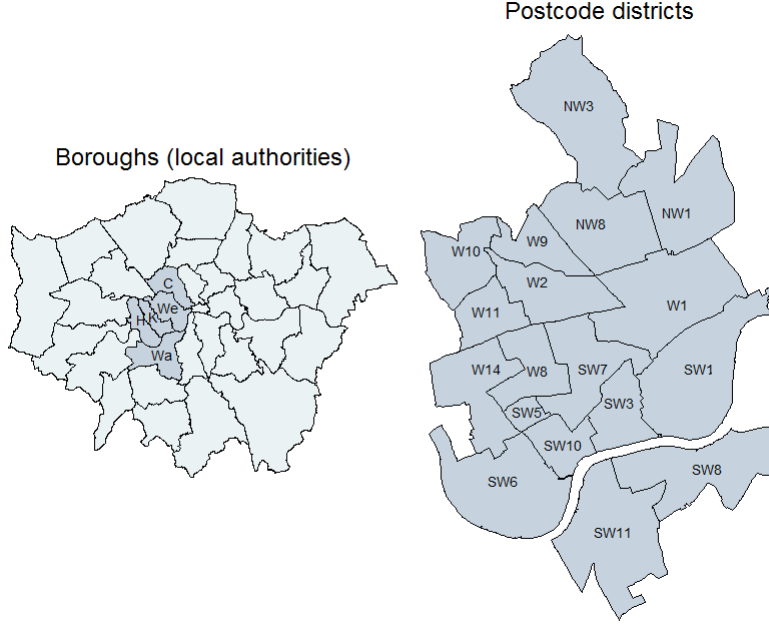 Postcode districts
Boroughs (local authorities)
C
We
H
K
Wa
NW3
NW1
NW8
W9
W10
W2
W11
W1
W14
W8
SW7
SW1
SW5
SW3
SW10
SW6
SW8
SW11